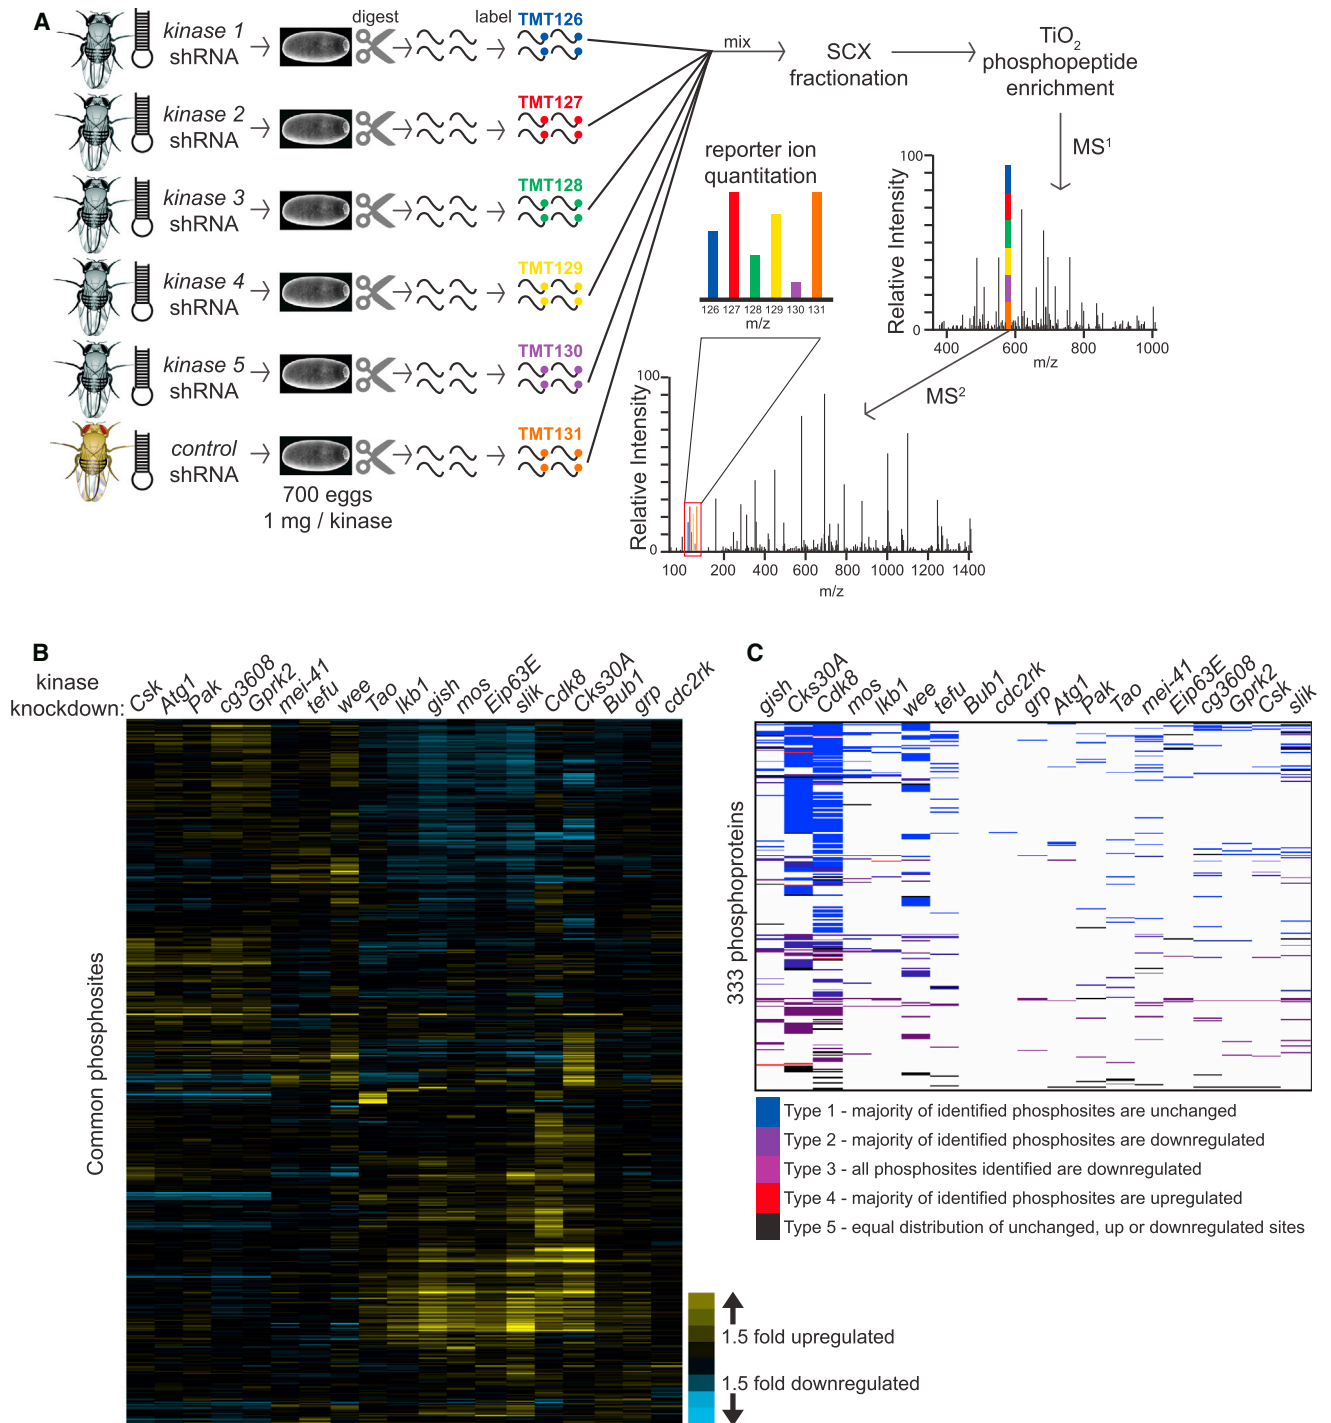 A
kinase 1
shRNA
digest
label
TMT126
kinase 2
shRNA
TMT127
kinase 3
shRNA
TMT128
kinase 4
shRNA
TMT129
kinase 5
shRNA
TMT130
control
shRNA
TMT131
700 eggs
1 mg / kinase
mix
SCX
fractionation
TiO2
phosphopeptide
enrichment
MS1
reporter ion
quantitation
126 127 128 129 130 131
m/z
Relative Intensity
100
0
400 600 800 1000
m/z
MS2
Relative Intensity
100
0
100 200 400 600 800 1000 1200 1400
m/z
B
kinase
knockdown:
Csk
Atg1
Pak
cg3608
Gprk2
mei-41
tefu
wee
Tao
lkb1
gish
mos
Eip63E
slik
Cdk8
Cks30A
Bub1
grp
cdc2rk
Common phosphosites
1.5 fold upregulated
1.5 fold downregulated
C
gish
Cks30A
Cdk8
mos
lkb1
wee
tefu
Bub1
cdc2rk
grp
Atg1
Pak
Tao
mei-41
Eip63E
cg3608
Gprk2
Csk
slik
333 phosphoproteins
Type 1 - majority of identified phosphosites are unchanged
Type 2 - majority of identified phosphosites are downregulated
Type 3 - all phosphosites identified are downregulated
Type 4 - majority of identified phosphosites are upregulated
Type 5 - equal distribution of unchanged, up or downregulated sites